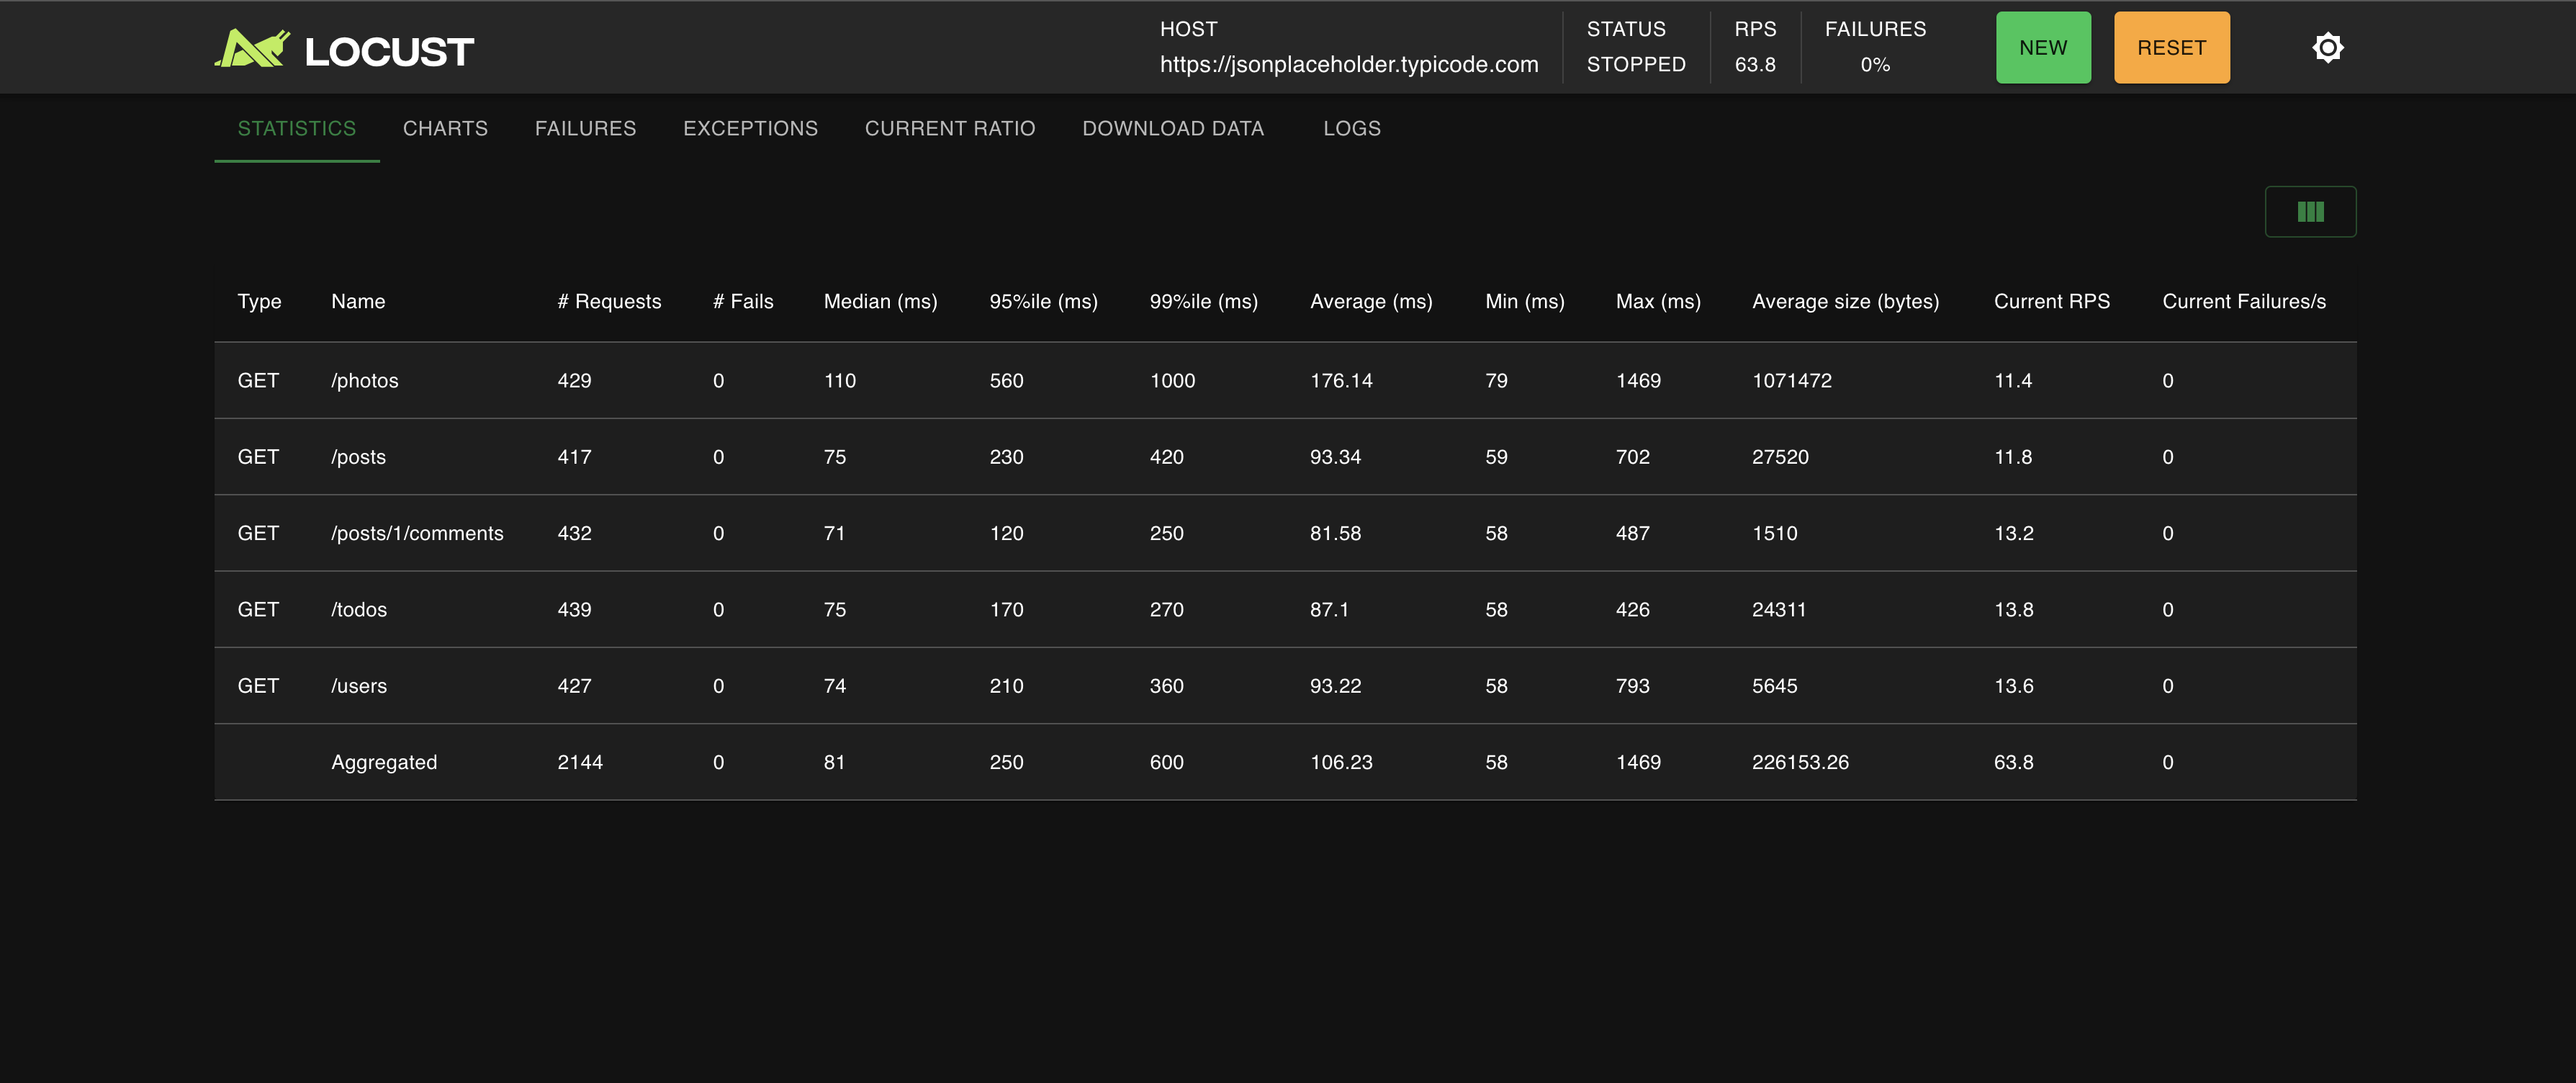 LOCUST
HOST
https://jsonplaceholder.typicode.com
STATUS
STOPPED
RPS
63.8
FAILURES
0%
NEW
RESET
STATISTICS CHARTS FAILURES EXCEPTIONS CURRENT RATIO DOWNLOAD DATA LOGS
Type Name # Requests # Fails Median (ms) 95%ile (ms) 99%ile (ms) Average (ms) Min (ms) Max (ms) Average size (bytes) Current RPS Current Failures/s
GET /photos 429 0 110 560 1000 176.14 79 1469 1071472 11.4 0
GET /posts 417 0 75 230 420 93.34 59 702 27520 11.8 0
GET /posts/1/comments 432 0 71 120 250 81.58 58 487 1510 13.2 0
GET /todos 439 0 75 170 270 87.1 58 426 24311 13.8 0
GET /users 427 0 74 210 360 93.22 58 793 5645 13.6 0
Aggregated 2144 0 81 250 600 106.23 58 1469 226153.26 63.8 0